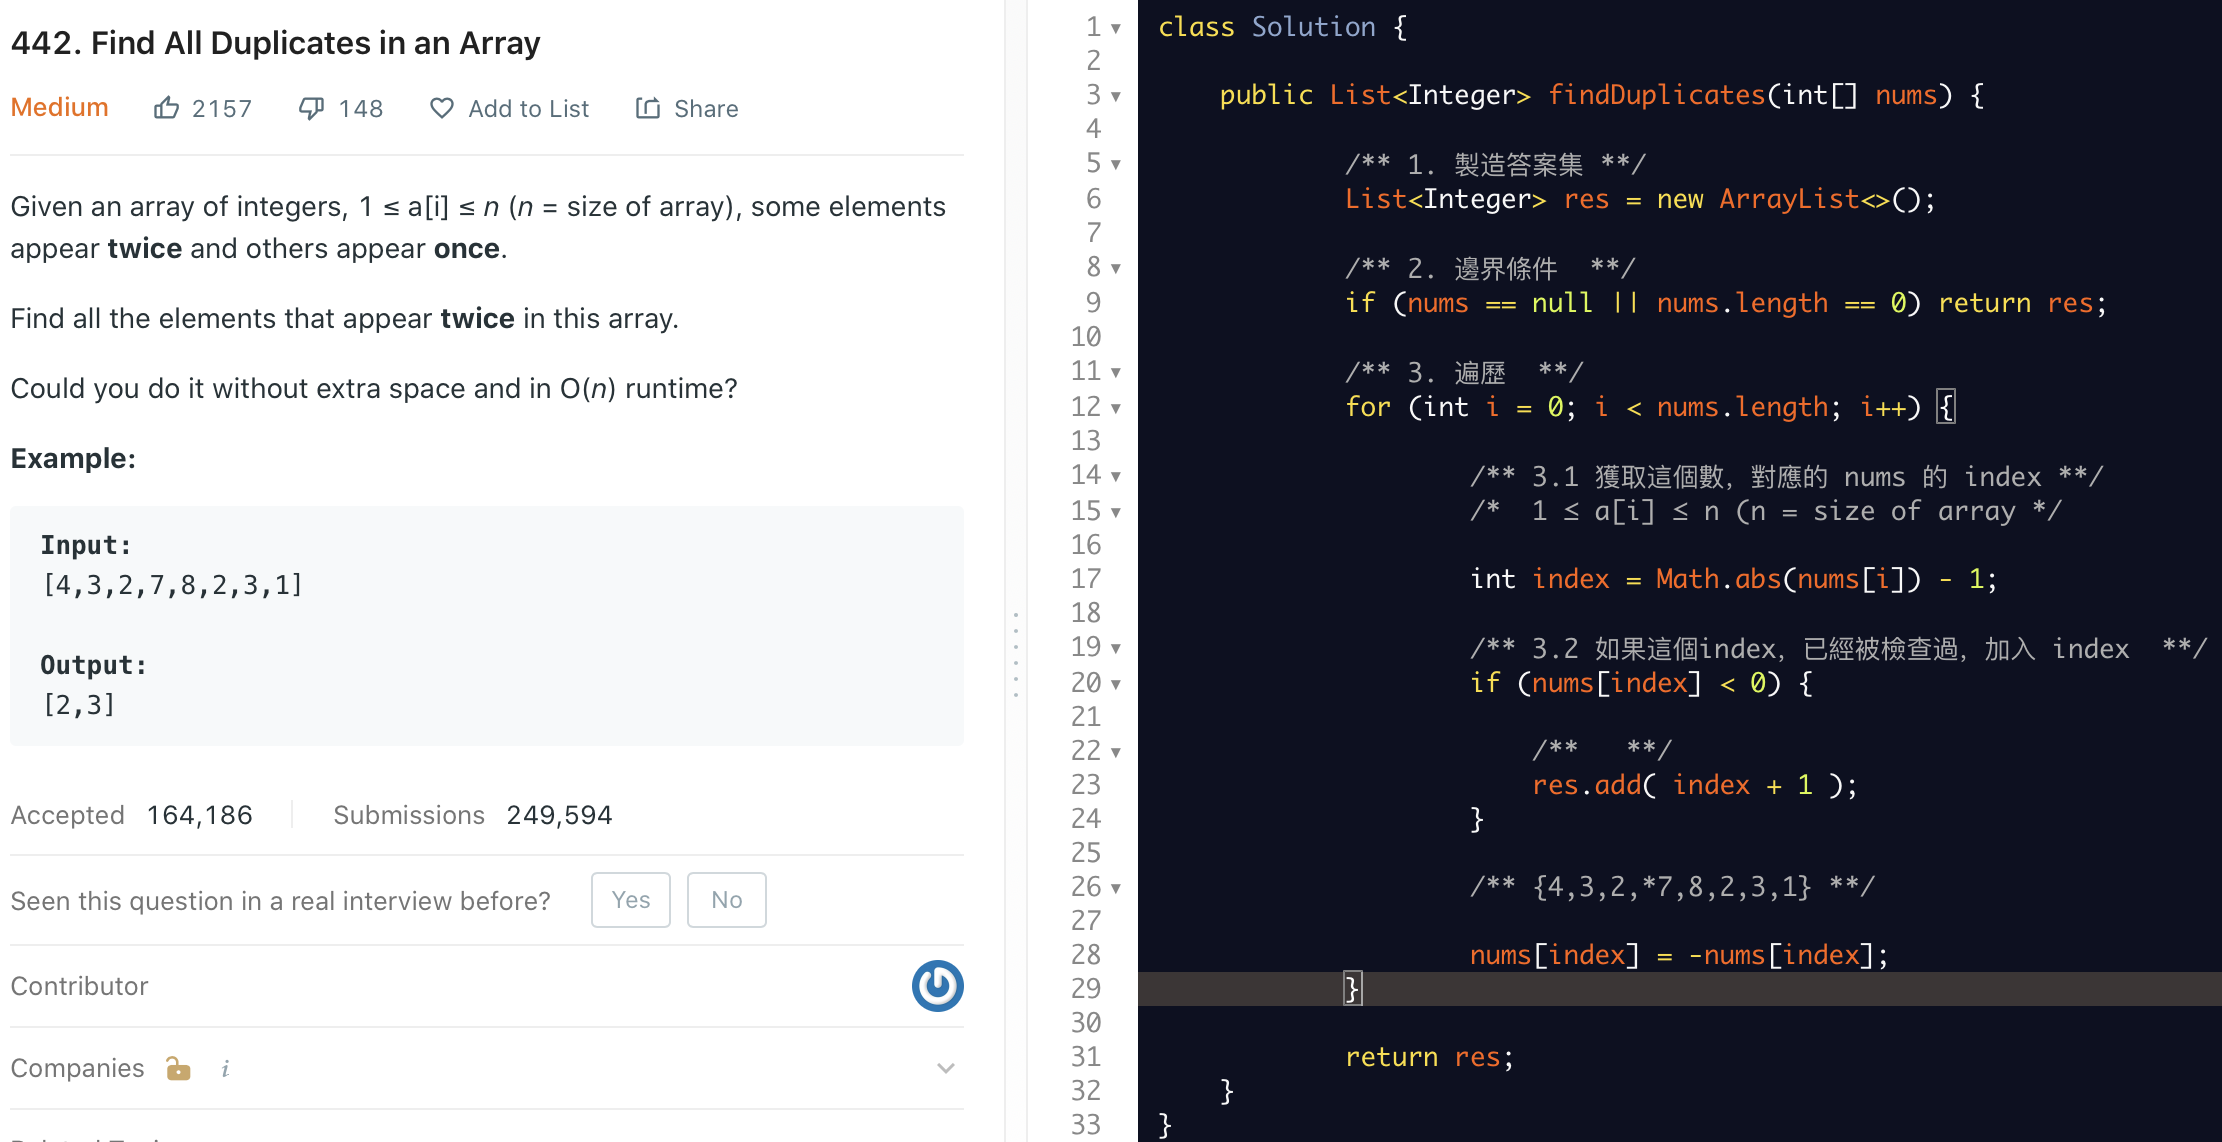 442. Find All Duplicates in an Array
Medium 2157 148 Add to List Share
Given an array of integers, 1 ≤ a[i] ≤ n (n = size of array), some elements
appear twice and others appear once.
Find all the elements that appear twice in this array.
Could you do it without extra space and in O(n) runtime?
Example:
Input:
[4,3,2,7,8,2,3,1]
Output:
[2,3]
Accepted 164,186 Submissions 249,594
Seen this question in a real interview before? Yes No
Contributor
Companies i
1 class Solution {
2
3 public List<Integer> findDuplicates(int[] nums) {
4
5 /** 1. 製造答案集 **/
6 List<Integer> res = new ArrayList<>();
7
8 /** 2. 邊界條件 **/
9 if (nums == null || nums.length == 0) return res;
10
11 /** 3. 遍歷 **/
12 for (int i = 0; i < nums.length; i++) {
13
14 /** 3.1 獲取這個數, 對應的 nums 的 index **/
15 /* 1 ≤ a[i] ≤ n (n = size of array */
16
17 int index = Math.abs(nums[i]) - 1;
18
19 /** 3.2 如果這個index, 已經被檢查過, 加入 index **/
20 if (nums[index] < 0) {
21
22 /** **/
23 res.add( index + 1 );
24 }
25
26 /** {4,3,2,*7,8,2,3,1} **/
27
28 nums[index] = -nums[index];
29 }
30
31 return res;
32 }
33 }